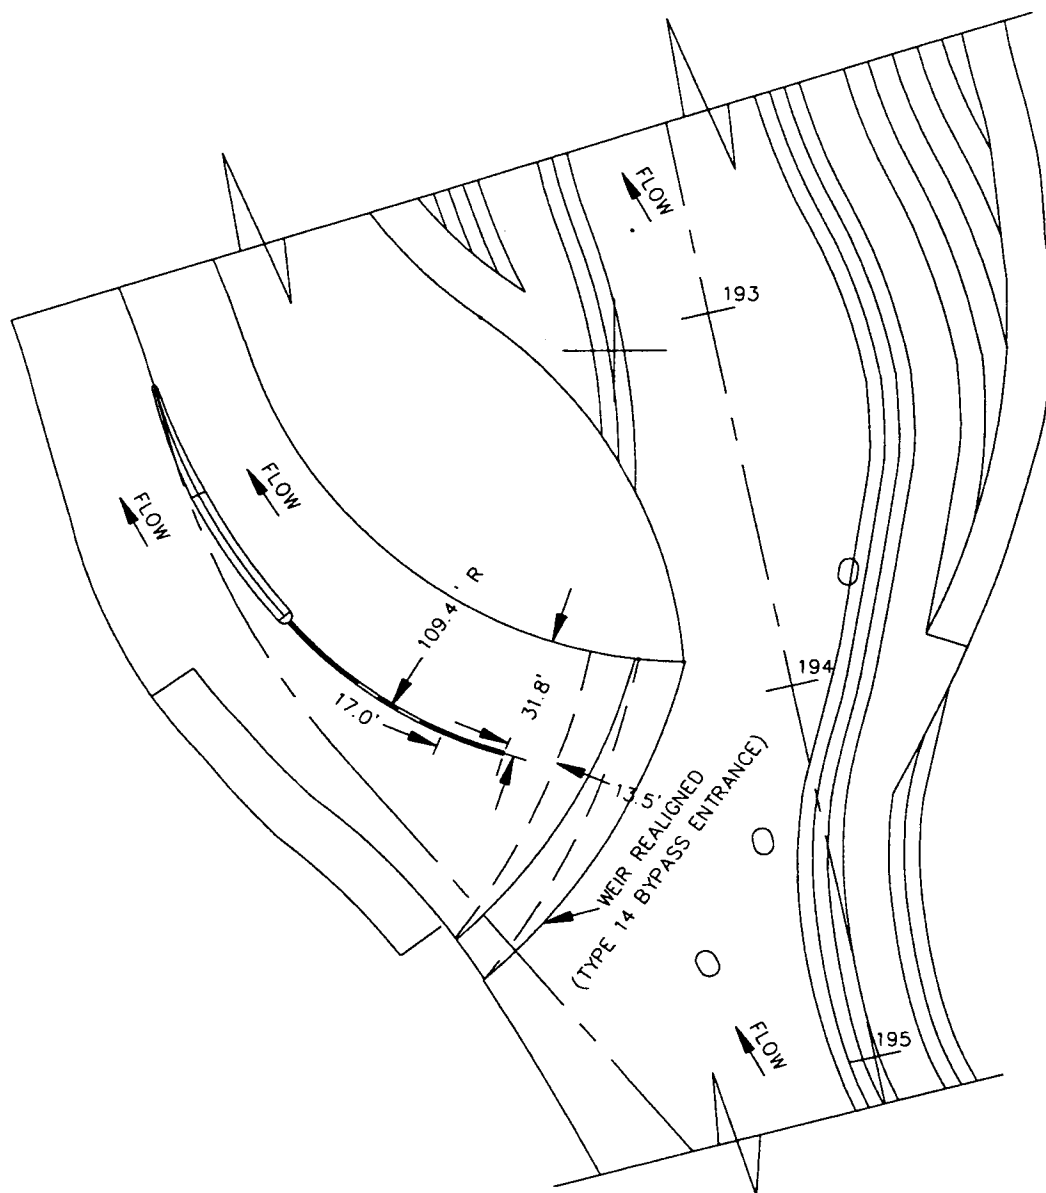 FLOW
193
FLOW
FLOW
109.4' R
194
17.0'
31.8'
13.5'
WEIR REALIGNED
(TYPE 14 BYPASS ENTRANCE)
FLOW
195